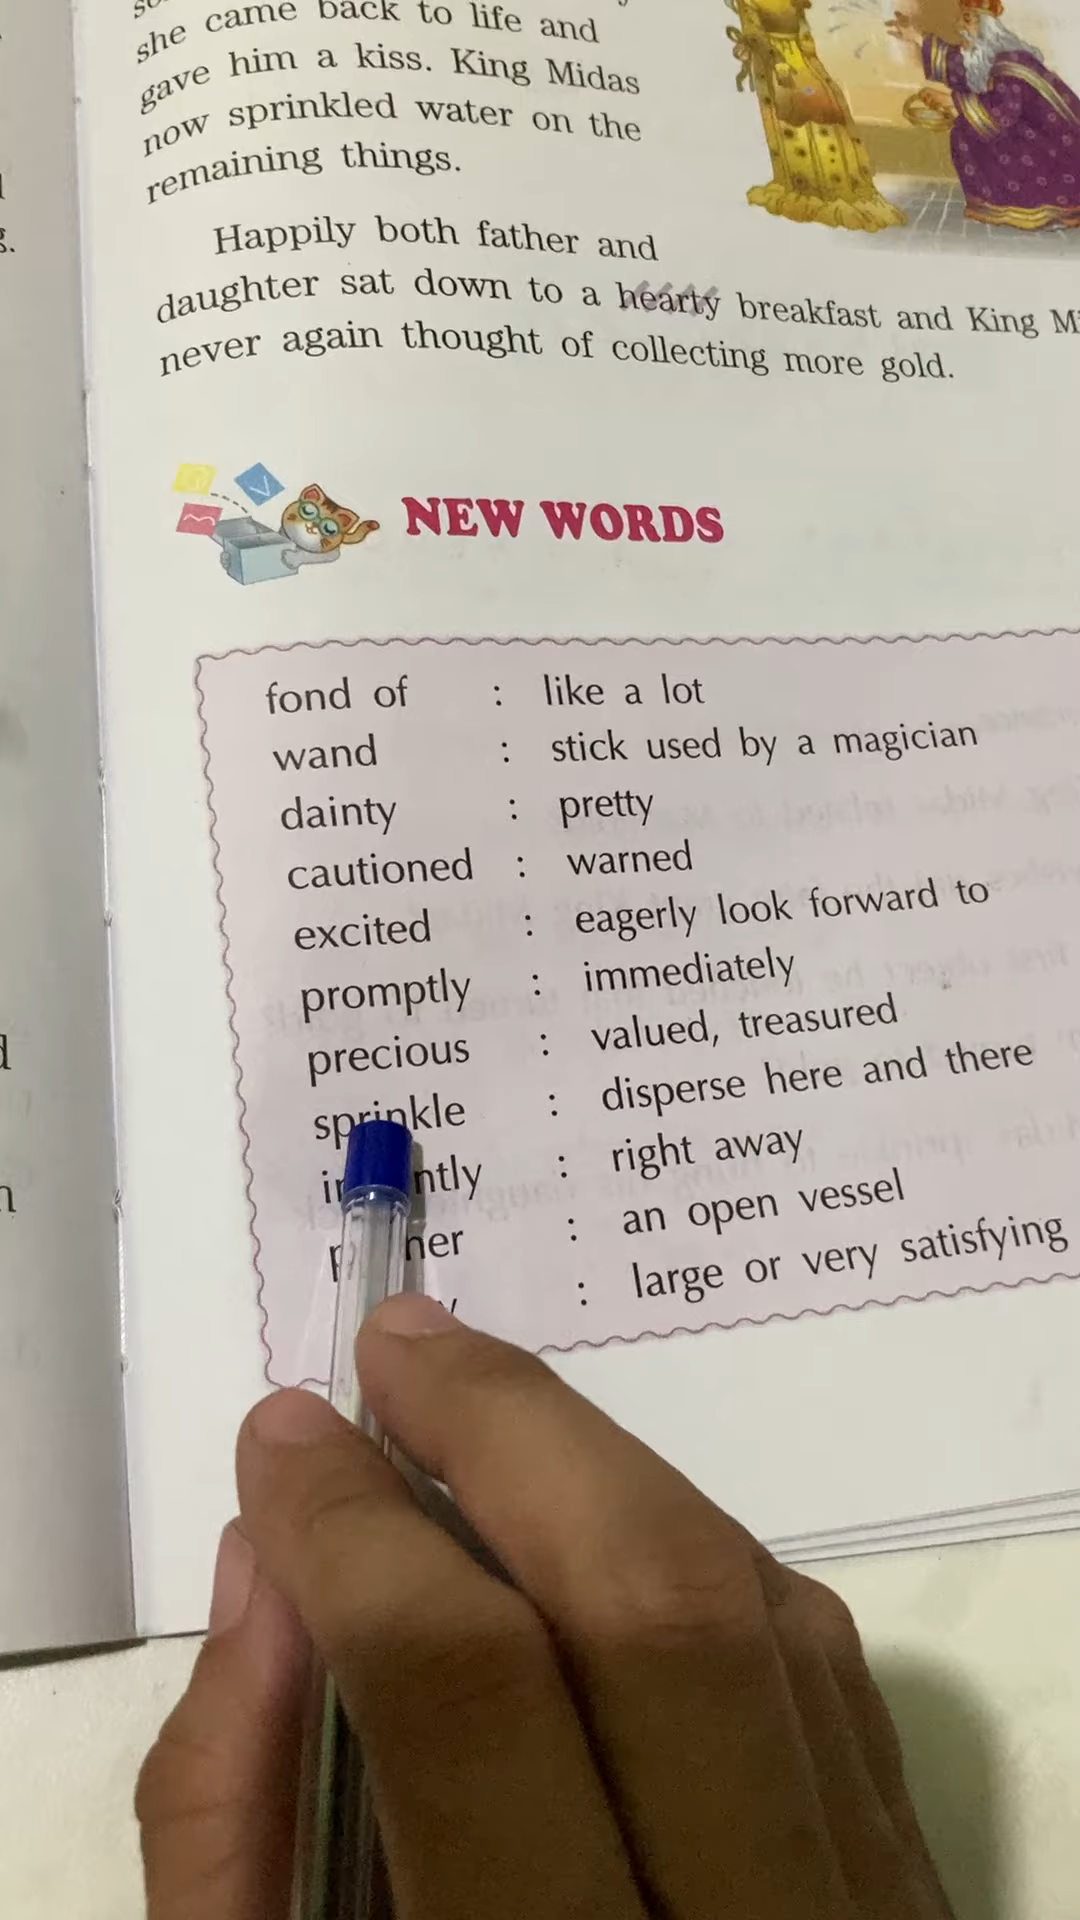 she came back to life and
gave him a kiss. King Midas
now sprinkled water on the
remaining things.
Happily both father and
daughter sat down to a hearty breakfast and King
never again thought of collecting more gold.
NEW WORDS
fond of : like a lot
wand : stick used by a magician
dainty : pretty
cautioned : warned
excited : eagerly look forward to
promptly : immediately
precious : valued, treasured
sprinkle : disperse here and there
: right away
: an open vessel
: large or very satisfying